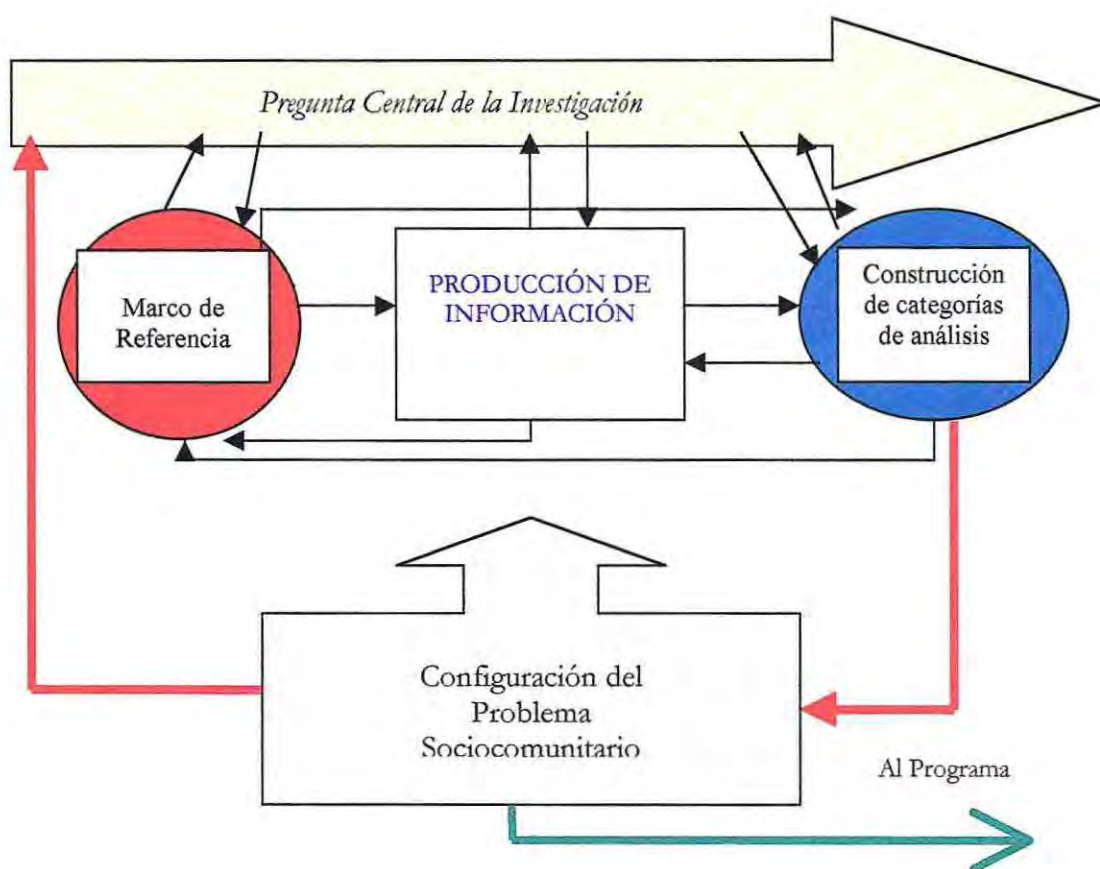 Pregunta Central de la Investigación
Marco de
Referencia
PRODUCCIÓN DE
INFORMACIÓN
Construcción
de categorías
de análisis
Configuración del
Problema
Sociocomunitario
Al Programa